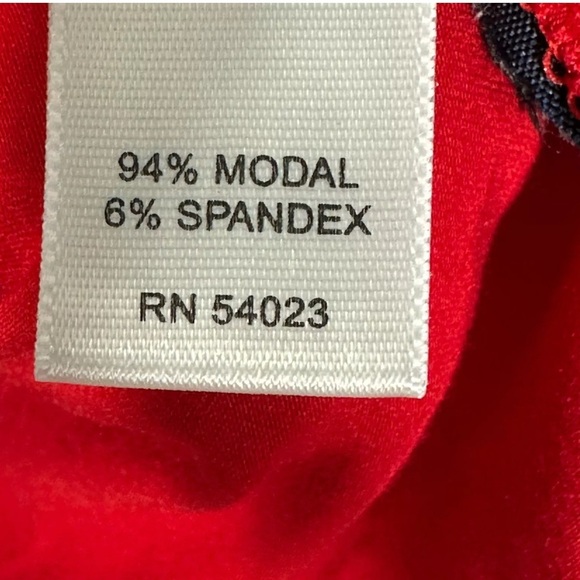 94% MODAL
6% SPANDEX
RN 54023